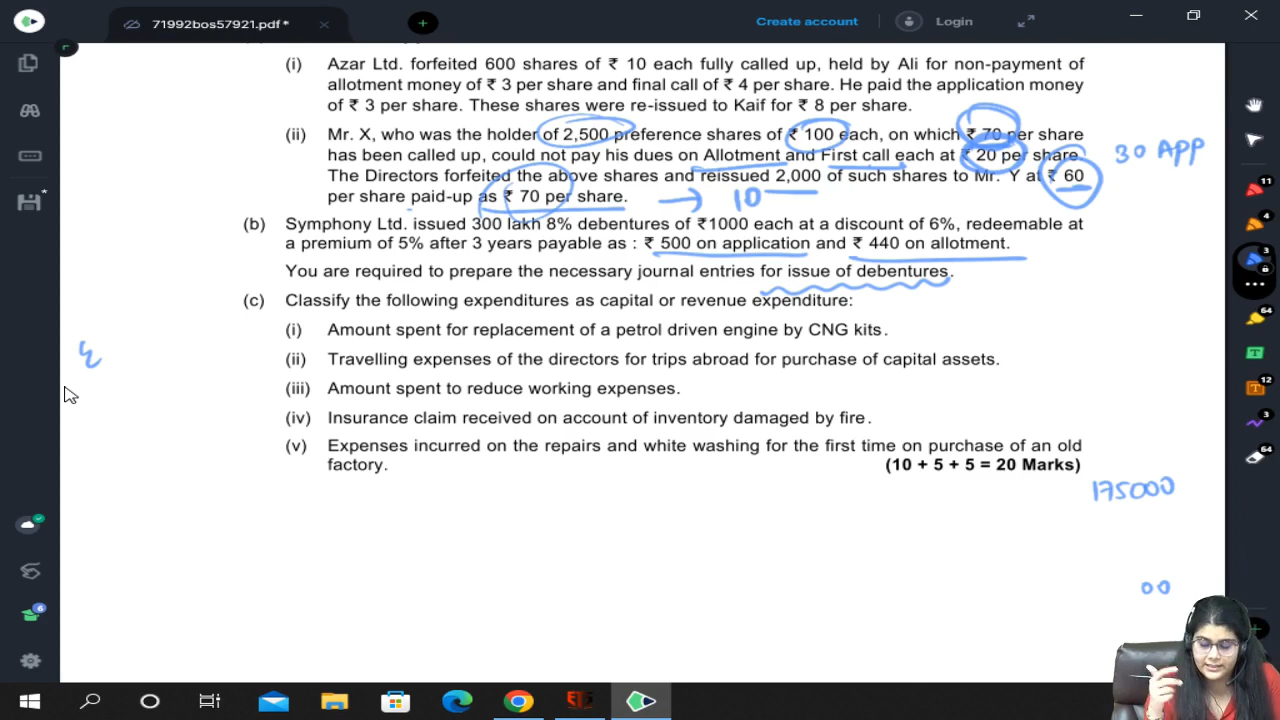 71992bos57921.pdf*
Create account
Login
(i) Azar Ltd. forfeited 600 shares of ₹ 10 each fully called up, held by Ali for non-payment of
allotment money of ₹ 3 per share and final call of ₹ 4 per share. He paid the application money
of ₹ 3 per share. These shares were re-issued to Kaif for ₹ 8 per share.
(ii) Mr. X, who was the holder of 2,500 preference shares of ₹ 100 each, on which ₹ 70 per share
has been called up, could not pay his dues on Allotment and First call each at ₹ 20 per share.
30 APP
The Directors forfeited the above shares and reissued 2,000 of such shares to Mr. Y at ₹ 60
per share paid-up as ₹ 70 per share.
→ 10
(b) Symphony Ltd. issued 300 lakh 8% debentures of ₹1000 each at a discount of 6%, redeemable at
a premium of 5% after 3 years payable as : ₹ 500 on application and ₹ 440 on allotment.
You are required to prepare the necessary journal entries for issue of debentures.
(c) Classify the following expenditures as capital or revenue expenditure:
(i) Amount spent for replacement of a petrol driven engine by CNG kits.
(ii) Travelling expenses of the directors for trips abroad for purchase of capital assets.
(iii) Amount spent to reduce working expenses.
(iv) Insurance claim received on account of inventory damaged by fire.
(v) Expenses incurred on the repairs and white washing for the first time on purchase of an old
factory. (10 + 5 + 5 = 20 Marks)
175000
00
11
4
3
64
12
3
64
6